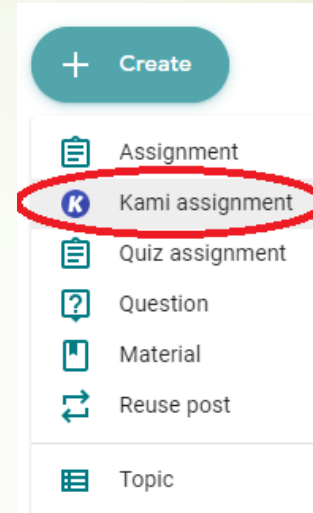 Create
Assignment
Kami assignment
Quiz assignment
Question
Material
Reuse post
Topic